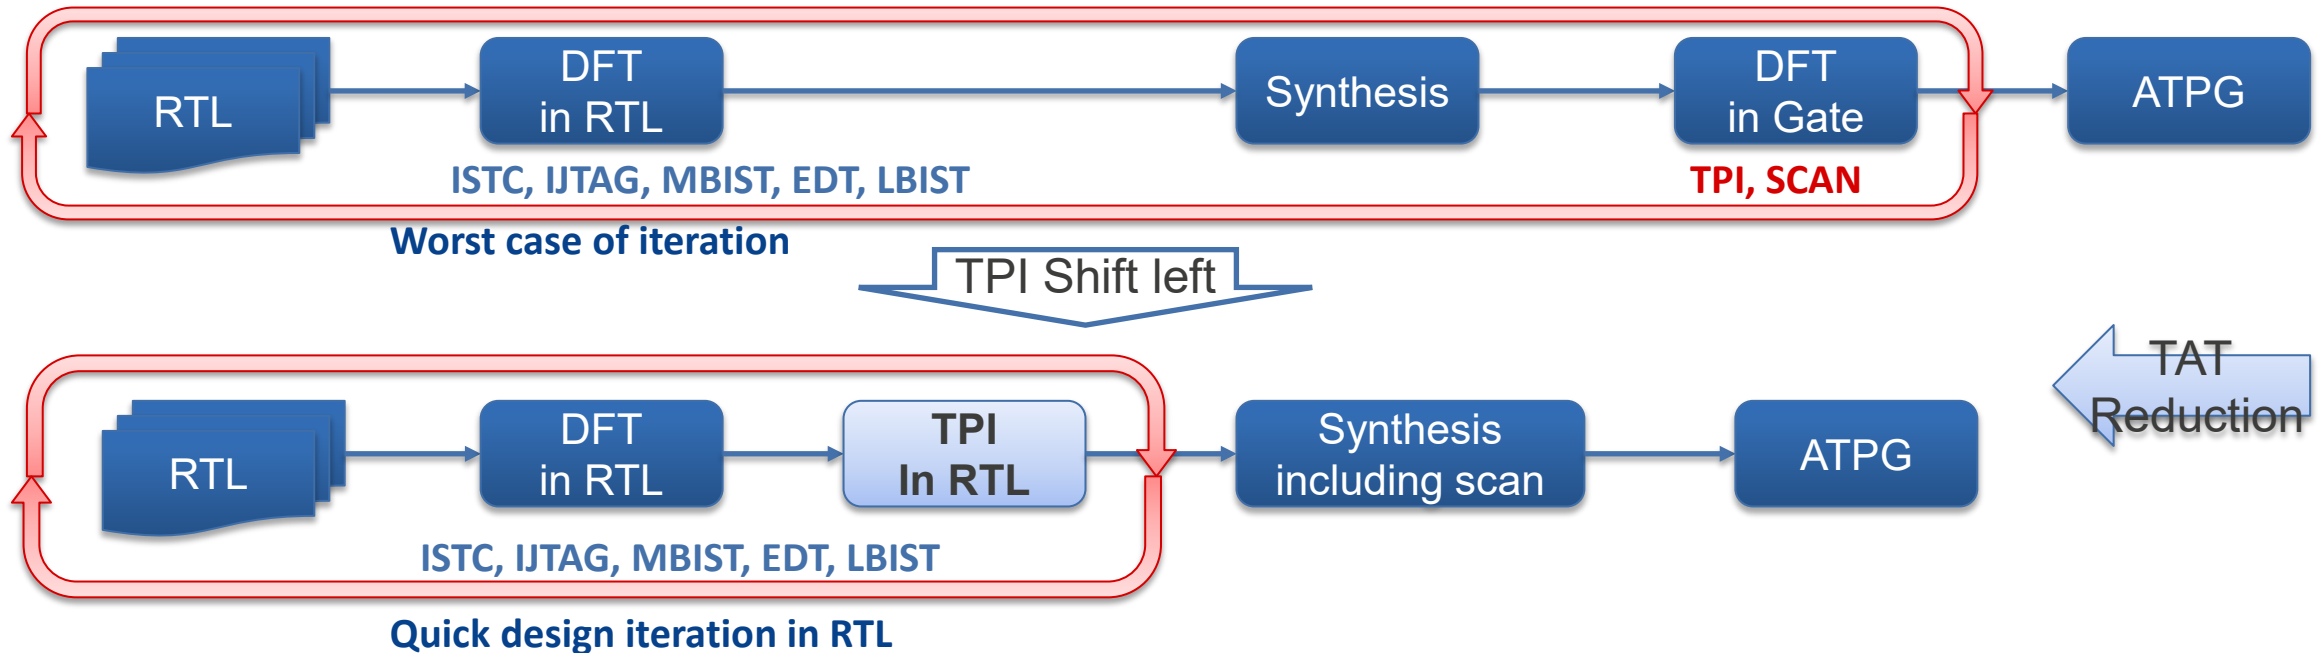 RTL
DFT
in RTL
Synthesis
DFT
in Gate
ATPG
ISTC, IJTAG, MBIST, EDT, LBIST
TPI, SCAN
Worst case of iteration
TPI Shift left
TAT
Reduction
RTL
DFT
in RTL
TPI
In RTL
Synthesis
including scan
ATPG
ISTC, IJTAG, MBIST, EDT, LBIST
Quick design iteration in RTL